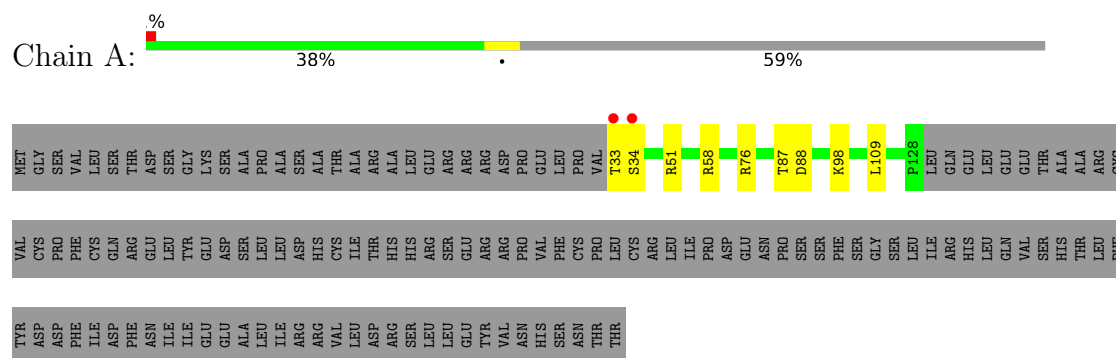 .%
Chain A:
38% • 59%
MET GLY SER VAL LEU SER THR ASP SER GLY LYS SER ALA PRO ALA SER ALA THR ALA ARG ALA LEU GLU ARG ARG ARG ASP PRO GLU LEU PRO VAL T33 S34 R51 R58 R76 T87 D88 K98 L109 P128 LEU GLN GLU LEU GLU GLU THR ALA ALA ARG
VAL CYS PRO PHE CYS GLN ARG GLU LEU TYR GLU ASP SER LEU LEU ASP HIS CYS ILE THR HIS HIS ARG SER GLU ARG ARG PRO VAL PHE CYS PRO LEU CYS ARG LEU ILE PRO ASP GLU ASN PRO SER SER PHE SER GLY SER LEU ILE ARG HIS LEU GLN VAL SER HIS THR LEU
TYR ASP ASP PHE ILE ASP PHE ASN ILE ILE GLU GLU ALA LEU ILE ARG ARG VAL LEU ASP ARG SER LEU LEU GLU TYR VAL ASN HIS SER ASN THR THR